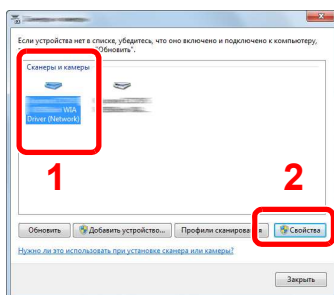 Если устройства нет в списке, убедитесь, что оно включено и подключено к компьютеру,
"Обновить".
Сканеры и камеры
WIA
Driver (Network)
1
2
Обновить
Добавить устройство...
Профили сканирования
Свойства
Нужно ли это использовать при установке сканера или камеры?
Закрыть